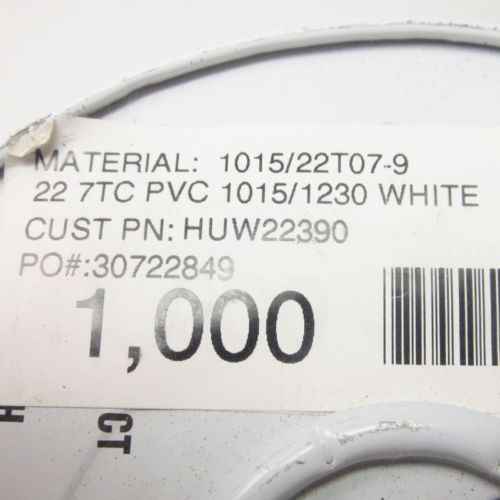 MATERIAL: 1015/22T07-9
22 7TC PVC 1015/1230 WHITE
CUST PN: HUW22390
PO#:30722849
1,000
H
CT